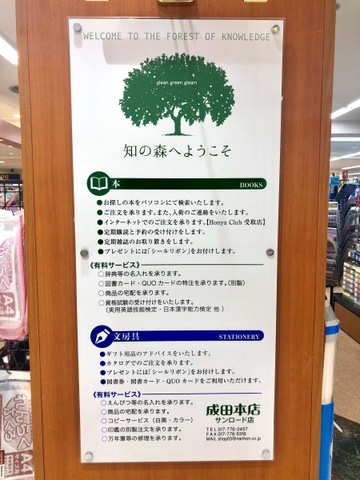 WELCOME TO THE FOREST OF KNOWLEDGE
glean green gleam
知の森へようこそ
本 BOOKS
●お探しの本をパソコンにて検索いたします。
●ご注文を承ります。また、入荷のご連絡をいたします。
●インターネットでのご注文を承ります。【Honya Club 受取店】
●定期購読と予約の受け付けをします。
●定期雑誌のお取り置きをします。
●プレゼントには「シールリボン」をお付けします。
《有料サービス》
○辞典等の名入れを承ります。
○図書カード・QUOカードの特注を承ります。(別製)
○商品の宅配を承ります。
○資格試験の受け付けをいたします。
(実用英語技能検定・日本漢字能力検定 他)
文房具 STATIONERY
●ギフト用品のアドバイスをいたします。
●カタログでのご注文を承ります。
●プレゼントには「シールリボン」をお付けします。
●図書券・図書カード・QUOカードをご利用いただけます。
《有料サービス》
○えんぴつ等の名入れを承ります。
○商品の宅配を承ります。
○コピーサービス(白黒・カラー)
○印鑑の別製注文を承ります。
○万年筆等の修理を承ります。
成田本店
サンロード店
TEL 017-776-2457
FAX 017-775-5316
A4